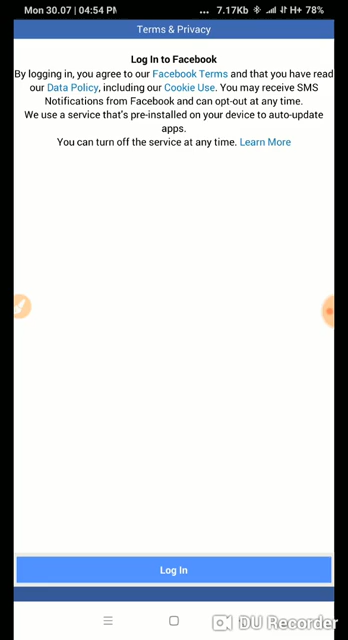 Mon 30.07 | 04:54 PM ... 7.17Kb H+ 78%
Terms & Privacy
Log In to Facebook
By logging in, you agree to our Facebook Terms and that you have read
our Data Policy, including our Cookie Use. You may receive SMS
Notifications from Facebook and can opt-out at any time.
We use a service that's pre-installed on your device to auto-update
apps.
You can turn off the service at any time. Learn More
Log In
DU Recorder